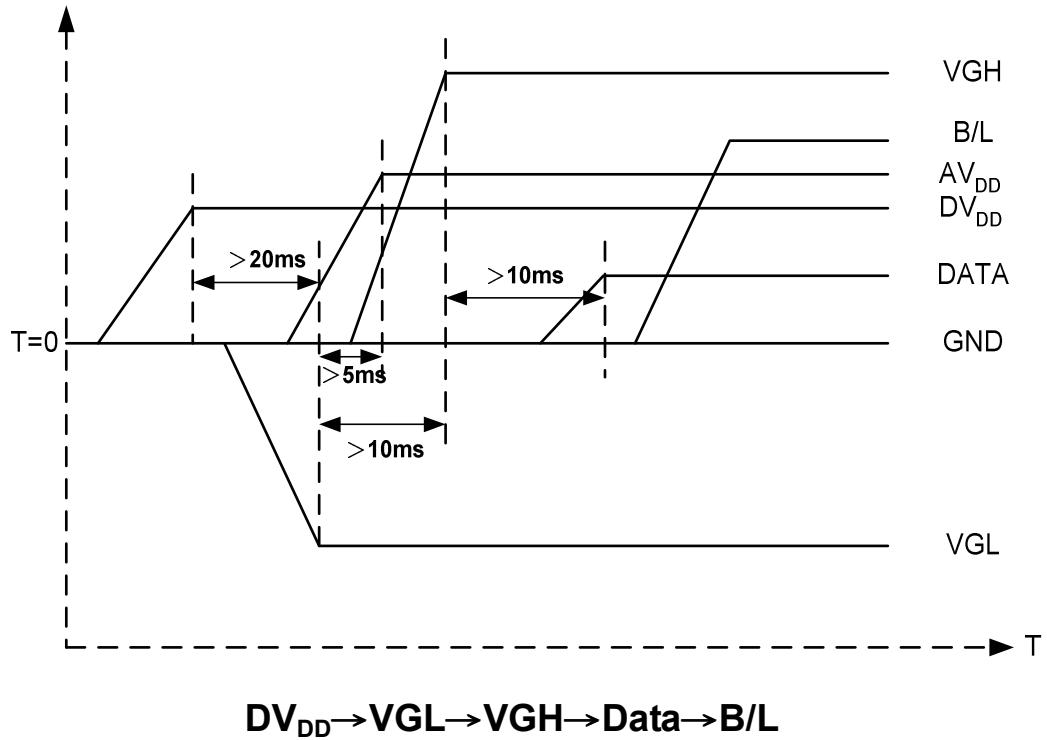 VGH
B/L
AVDD
DVDD
>20ms
>10ms
DATA
T=0
GND
>5ms
>10ms
VGL
T
DVDD→VGL→VGH→Data→B/L